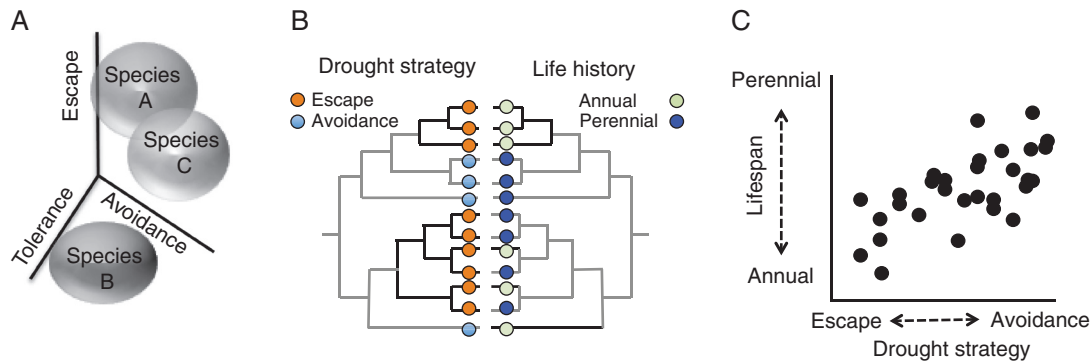 A
Escape
Species
A
Species
C
Tolerance
Avoidance
Species
B
B
Drought strategy
Life history
Escape
Avoidance
Annual
Perennial
C
Perennial
Lifespan
Annual
Escape
Avoidance
Drought strategy